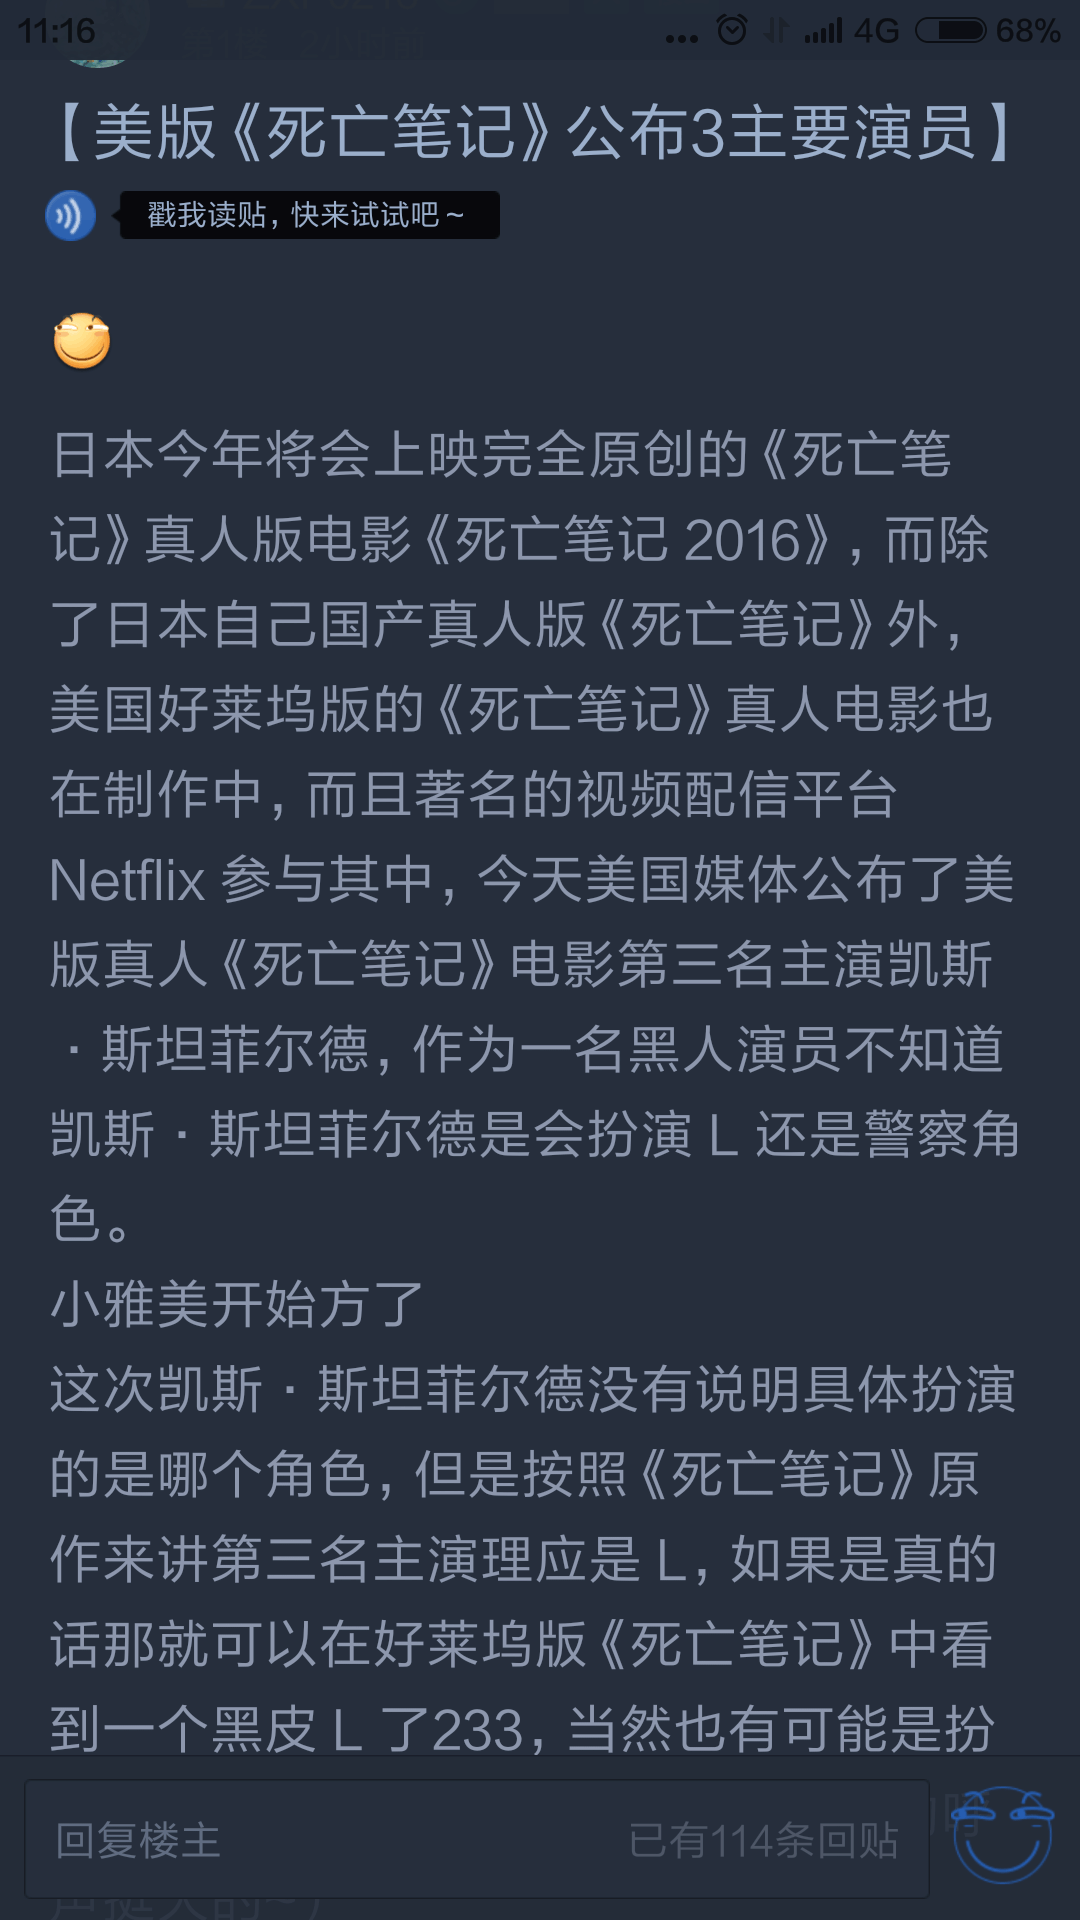 11:16
4G
68%
第1楼 2小时前
【美版《死亡笔记》公布3主要演员】
戳我读贴，快来试试吧～
日本今年将会上映完全原创的《死亡笔
记》真人版电影《死亡笔记 2016》，而除
了日本自己国产真人版《死亡笔记》外，
美国好莱坞版的《死亡笔记》真人电影也
在制作中，而且著名的视频配信平台
Netflix 参与其中，今天美国媒体公布了美
版真人《死亡笔记》电影第三名主演凯斯
·斯坦菲尔德，作为一名黑人演员不知道
凯斯·斯坦菲尔德是会扮演 L 还是警察角
色。
小雅美开始方了
这次凯斯·斯坦菲尔德没有说明具体扮演
的是哪个角色，但是按照《死亡笔记》原
作来讲第三名主演理应是 L，如果是真的
话那就可以在好莱坞版《死亡笔记》中看
到一个黑皮 L 了233，当然也有可能是扮
回复楼主
已有114条回贴